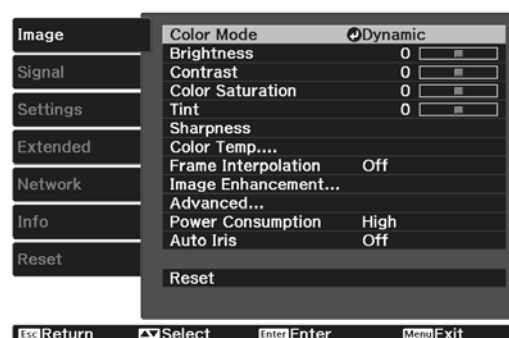 Image
Signal
Settings
Extended
Network
Info
Reset
Color Mode Dynamic
Brightness 0
Contrast 0
Color Saturation 0
Tint 0
Sharpness
Color Temp....
Frame Interpolation Off
Image Enhancement...
Advanced...
Power Consumption High
Auto Iris Off
Reset
Esc Return Select Enter Enter Menu Exit